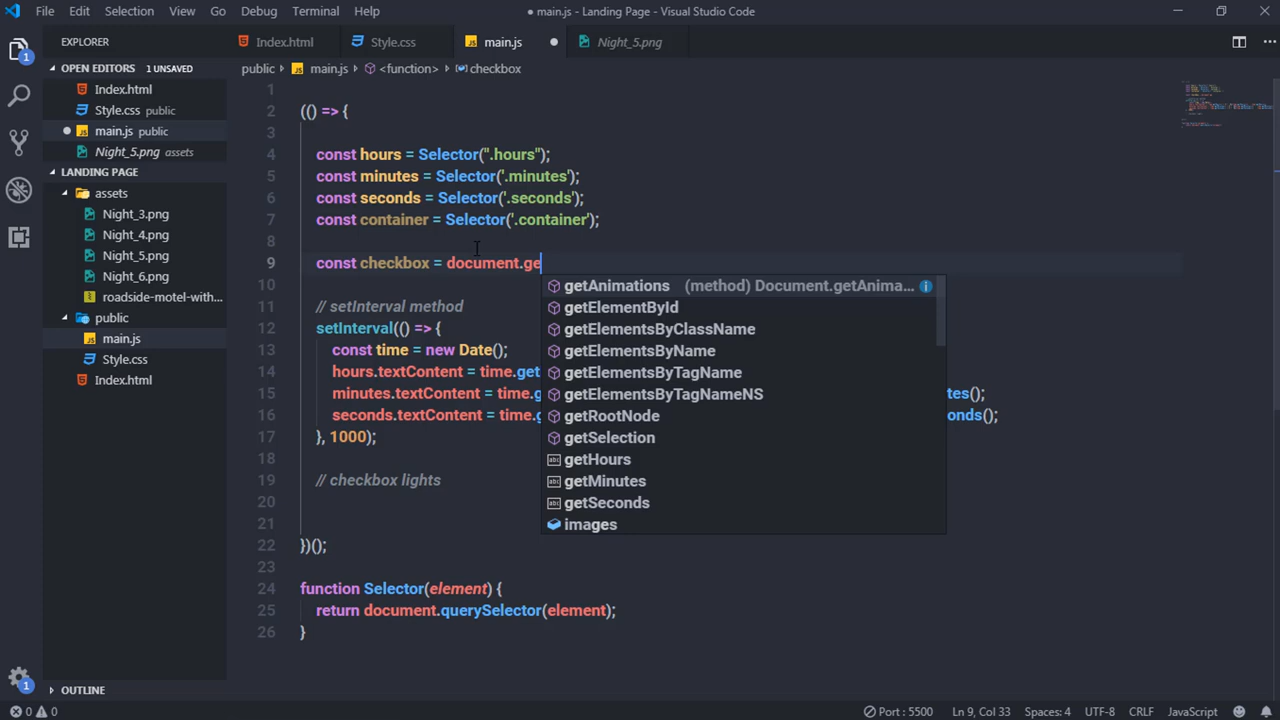 File Edit Selection View Go Debug Terminal Help
main.js - Landing Page - Visual Studio Code
EXPLORER
Index.html
Style.css
main.js
Night_5.png
OPEN EDITORS 1 UNSAVED
Index.html
Style.css public
main.js public
Night_5.png assets
LANDING PAGE
assets
Night_3.png
Night_4.png
Night_5.png
Night_6.png
roadside-motel-with...
public
main.js
Style.css
Index.html
OUTLINE
public > main.js > <function> > checkbox
1
2 (() => {
3
4 const hours = Selector(".hours");
5 const minutes = Selector('.minutes');
6 const seconds = Selector('.seconds');
7 const container = Selector('.container');
8
9 const checkbox = document.ge
10
11 // setInterval method
12 setInterval(() => {
13 const time = new Date();
14 hours.textContent = time.get
15 minutes.textContent = time.g tes();
16 seconds.textContent = time.g onds();
17 }, 1000);
18
19 // checkbox lights
20
21
22 })();
23
24 function Selector(element) {
25 return document.querySelector(element);
26 }
getAnimations (method) Document.getAnima...
getElementById
getElementsByClassName
getElementsByName
getElementsByTagName
getElementsByTagNameNS
getRootNode
getSelection
getHours
getMinutes
getSeconds
images
1
1
0 0
Port : 5500 Ln 9, Col 33 Spaces: 4 UTF-8 CRLF JavaScript